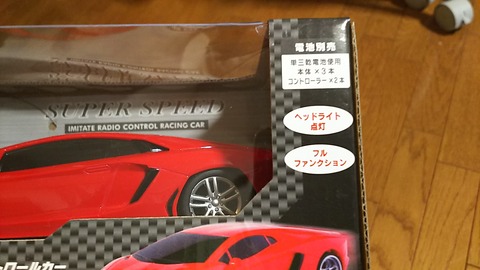 電池別売
単三乾電池使用
本体×3本
コントローラー×2本
SUPER SPEED
IMITATE RADIO CONTROL RACING CAR
ヘッドライト
点灯
フル
ファンクション
ロールカー